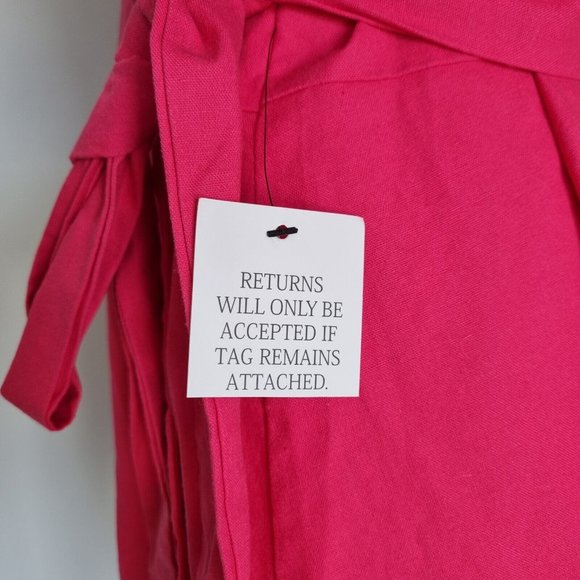 RETURNS
WILL ONLY BE
ACCEPTED IF
TAG REMAINS
ATTACHED.